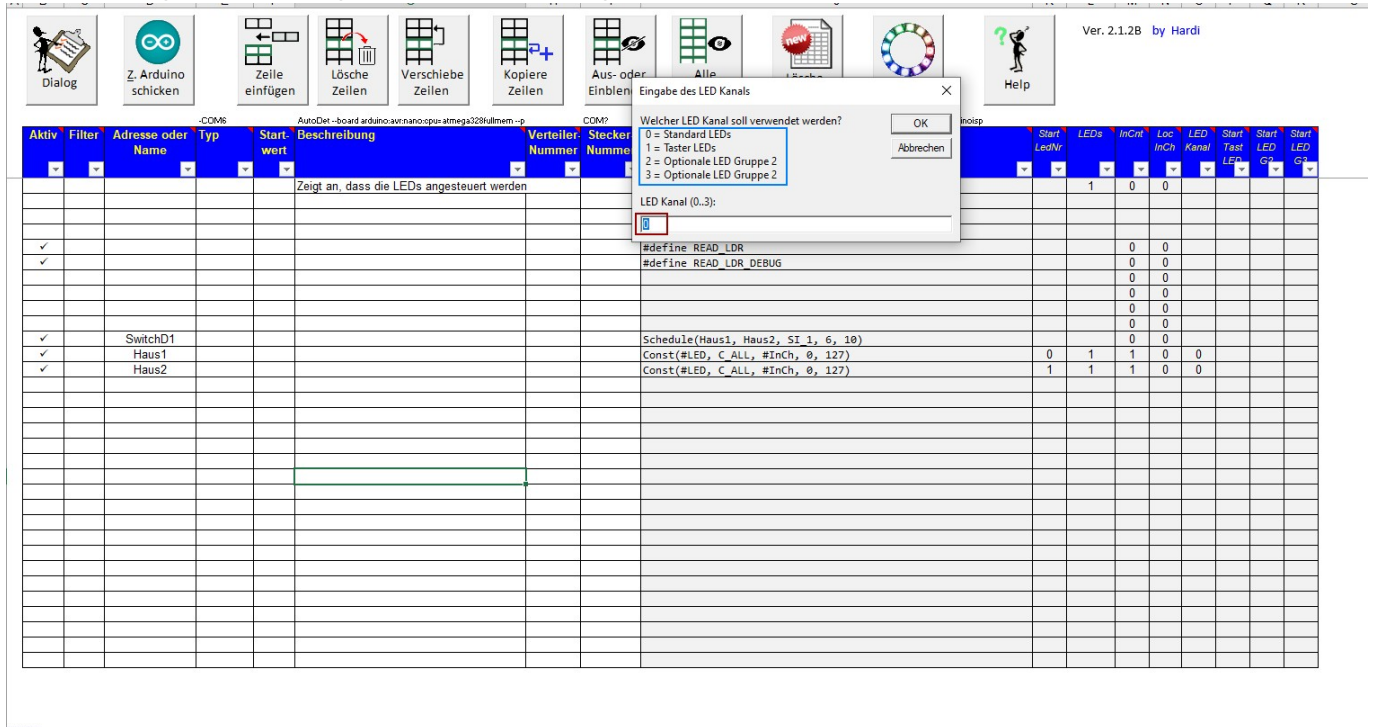 Dialog
Z. Arduino
schicken
Zeile
einfügen
Lösche
Zeilen
Verschiebe
Zeilen
Kopiere
Zeilen
Aus- oder
Alle
new
Help
Ver. 2.1.2B by Hardi
-COM6
AutoDet --board arduino:avr:nano:cpu=atmega328fullmem --p
COM?
Eingabe des LED Kanals
Welcher LED Kanal soll verwendet werden?
0 = Standard LEDs
1 = Taster LEDs
2 = Optionale LED Gruppe 2
3 = Optionale LED Gruppe 2
LED Kanal (0..3):
0
OK
Abbrechen
Aktiv Filter Adresse oder Name Typ Start-wert Beschreibung Verteiler-Nummer Stecker Start LedNr LEDs InCnt Loc InCh LED Kanal Start Tast LED Start LED G2 Start LED G3
Zeigt an, dass die LEDs angesteuert werden 1 0 0
✓ #define READ_LDR 0 0
✓ #define READ_LDR_DEBUG 0 0
0 0
0 0
0 0
0 0
✓ SwitchD1 Schedule(Haus1, Haus2, SI_1, 6, 10) 0 0
✓ Haus1 Const(#LED, C_ALL, #InCh, 0, 127) 0 1 1 0 0
✓ Haus2 Const(#LED, C_ALL, #InCh, 0, 127) 1 1 1 0 0